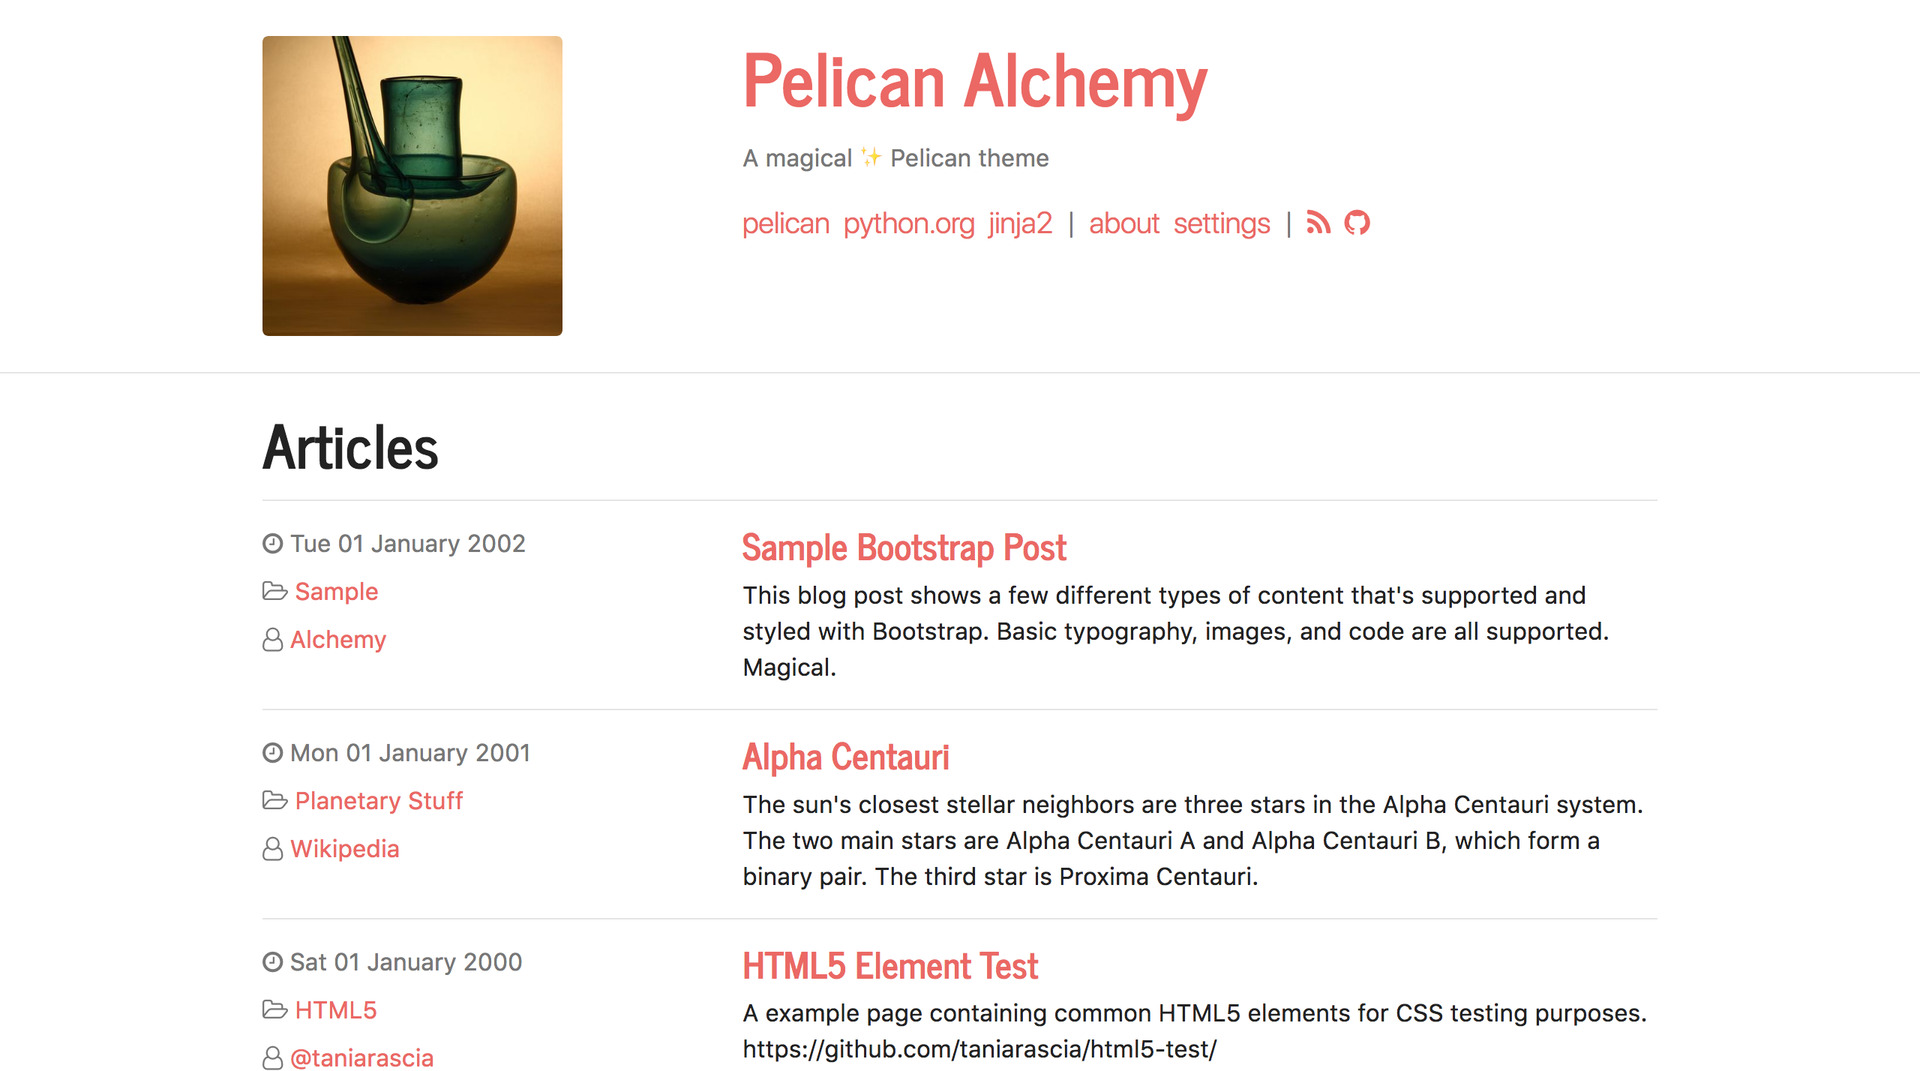 Pelican Alchemy
A magical ✨ Pelican theme
pelican python.org jinja2 | about settings |
Articles
Tue 01 January 2002
Sample
Alchemy
Sample Bootstrap Post
This blog post shows a few different types of content that's supported and
styled with Bootstrap. Basic typography, images, and code are all supported.
Magical.
Mon 01 January 2001
Planetary Stuff
Wikipedia
Alpha Centauri
The sun's closest stellar neighbors are three stars in the Alpha Centauri system.
The two main stars are Alpha Centauri A and Alpha Centauri B, which form a
binary pair. The third star is Proxima Centauri.
Sat 01 January 2000
HTML5
@taniarascia
HTML5 Element Test
A example page containing common HTML5 elements for CSS testing purposes.
https://github.com/taniarascia/html5-test/